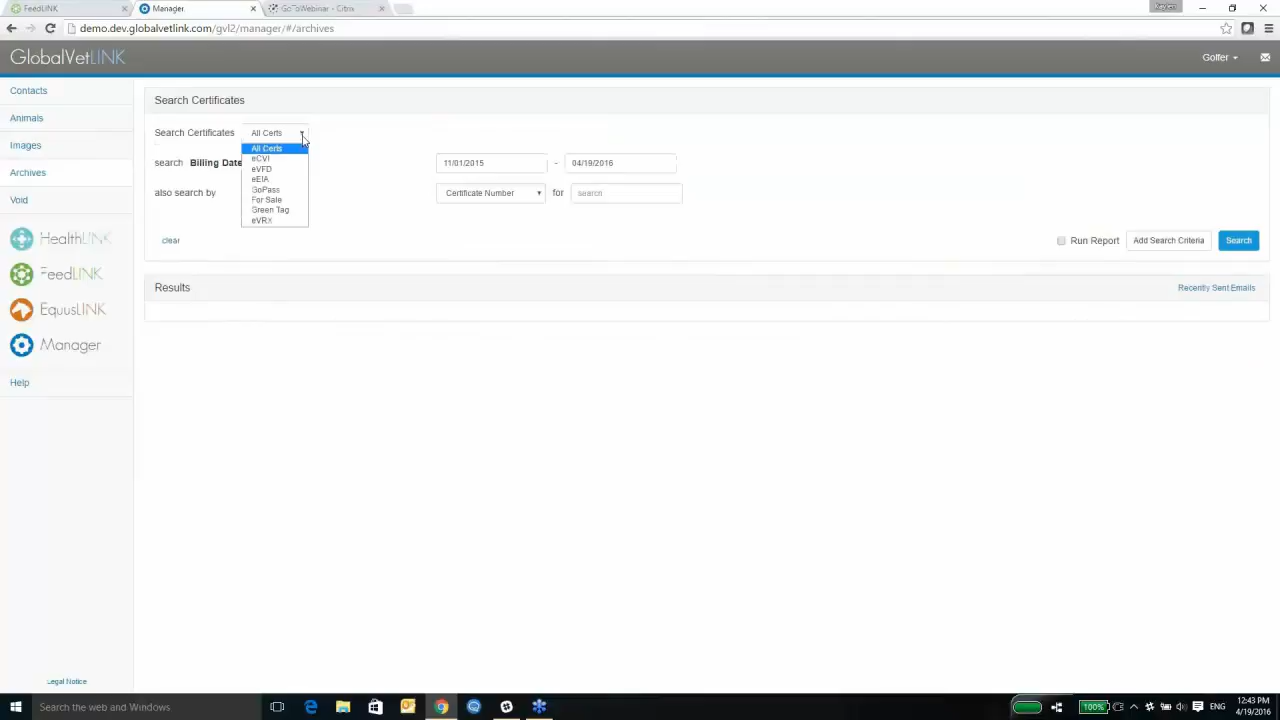 FeedLINK
Manager
GoToWebinar - Citrix
demo.dev.globalvetlink.com/gvl2/manager/#/archives
GlobalVetLINK
Golfer
Contacts
Animals
Images
Archives
Void
HealthLINK
FeedLINK
EquusLINK
Manager
Help
Legal Notice
Search Certificates
Search Certificates All Certs
All Certs
eCVI
eVFD
eEIA
GoPass
For Sale
Green Tag
eVRX
search Billing Date 11/01/2015 - 04/19/2016
also search by Certificate Number for search
clear Run Report Add Search Criteria Search
Results Recently Sent Emails
Search the web and Windows
100% ENG
12:43 PM
4/19/2016